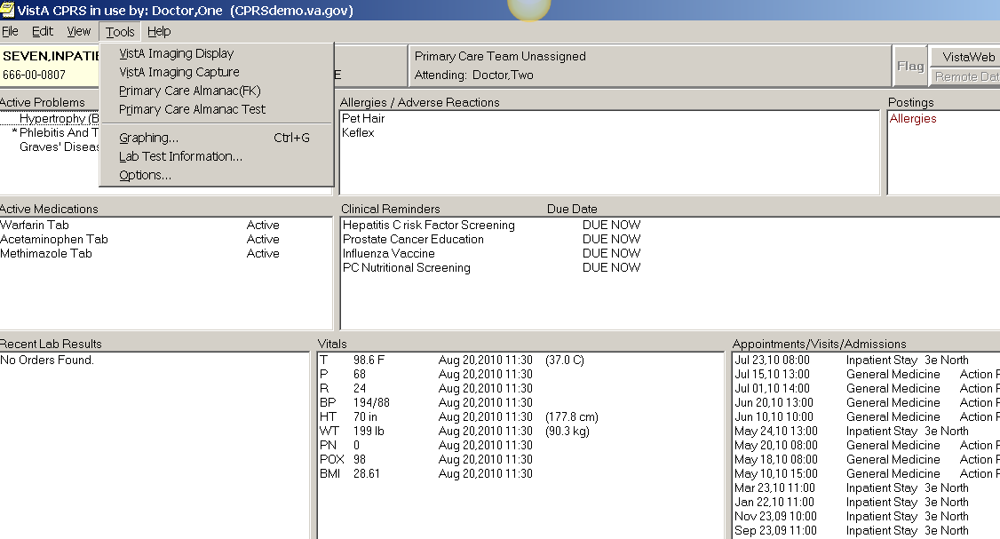 VistA CPRS in use by: Doctor,One (CPRSdemo.va.gov)
File Edit View Tools Help
SEVEN,INPATIE
666-00-0807
E
Primary Care Team Unassigned
Attending: Doctor,Two
Flag
VistaWeb
Remote Dat
VistA Imaging Display
VistA Imaging Capture
Primary Care Almanac(FK)
Primary Care Almanac Test
Graphing... Ctrl+G
Lab Test Information...
Options...
Active Problems
Hypertrophy (B
*Phlebitis And T
Graves' Diseas
Allergies / Adverse Reactions
Pet Hair
Keflex
Postings
Allergies
Active Medications
Warfarin Tab Active
Acetaminophen Tab Active
Methimazole Tab Active
Clinical Reminders Due Date
Hepatitis C risk Factor Screening DUE NOW
Prostate Cancer Education DUE NOW
Influenza Vaccine DUE NOW
PC Nutritional Screening DUE NOW
Recent Lab Results
No Orders Found.
Vitals
T 98.6 F Aug 20,2010 11:30 (37.0 C)
P 68 Aug 20,2010 11:30
R 24 Aug 20,2010 11:30
BP 194/88 Aug 20,2010 11:30
HT 70 in Aug 20,2010 11:30 (177.8 cm)
WT 199 lb Aug 20,2010 11:30 (90.3 kg)
PN 0 Aug 20,2010 11:30
POX 98 Aug 20,2010 11:30
BMI 28.61 Aug 20,2010 11:30
Appointments/Visits/Admissions
Jul 23,10 08:00 Inpatient Stay 3e North
Jul 15,10 13:00 General Medicine Action F
Jul 01,10 14:00 General Medicine Action F
Jun 20,10 13:00 General Medicine Action F
Jun 10,10 10:00 General Medicine Action F
May 24,10 13:00 Inpatient Stay 3e North
May 20,10 08:00 General Medicine Action F
May 18,10 08:00 General Medicine Action F
May 10,10 15:00 General Medicine Action F
Mar 23,10 11:00 Inpatient Stay 3e North
Jan 22,10 11:00 Inpatient Stay 3e North
Nov 23,09 10:00 Inpatient Stay 3e North
Sep 23,09 11:00 Inpatient Stay 3e North